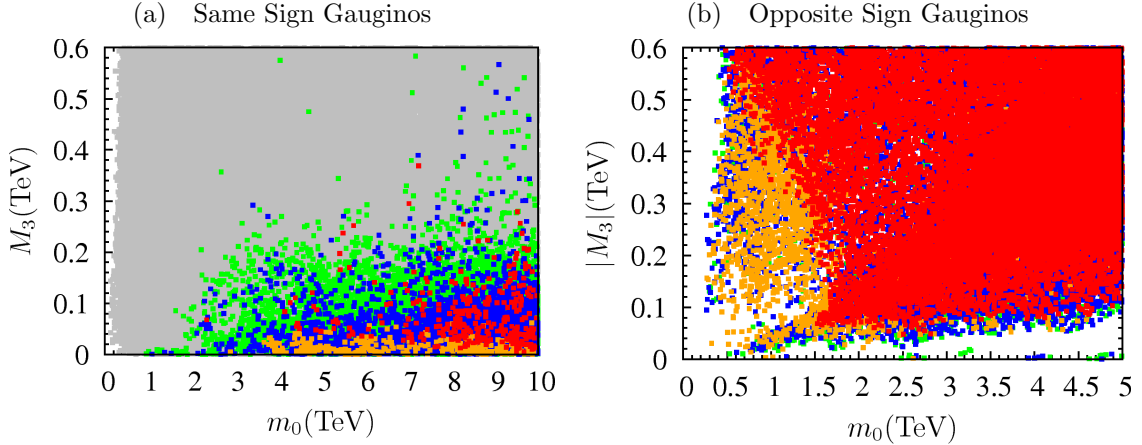 (a) Same Sign Gauginos
0.6
0.5
0.4
0.3
0.2
0.1
0
M3(TeV)
0 1 2 3 4 5 6 7 8 9 10
m0(TeV)
(b) Opposite Sign Gauginos
0.6
0.5
0.4
0.3
0.2
0.1
0
|M3|(TeV)
0 0.5 1 1.5 2 2.5 3 3.5 4 4.5 5
m0(TeV)